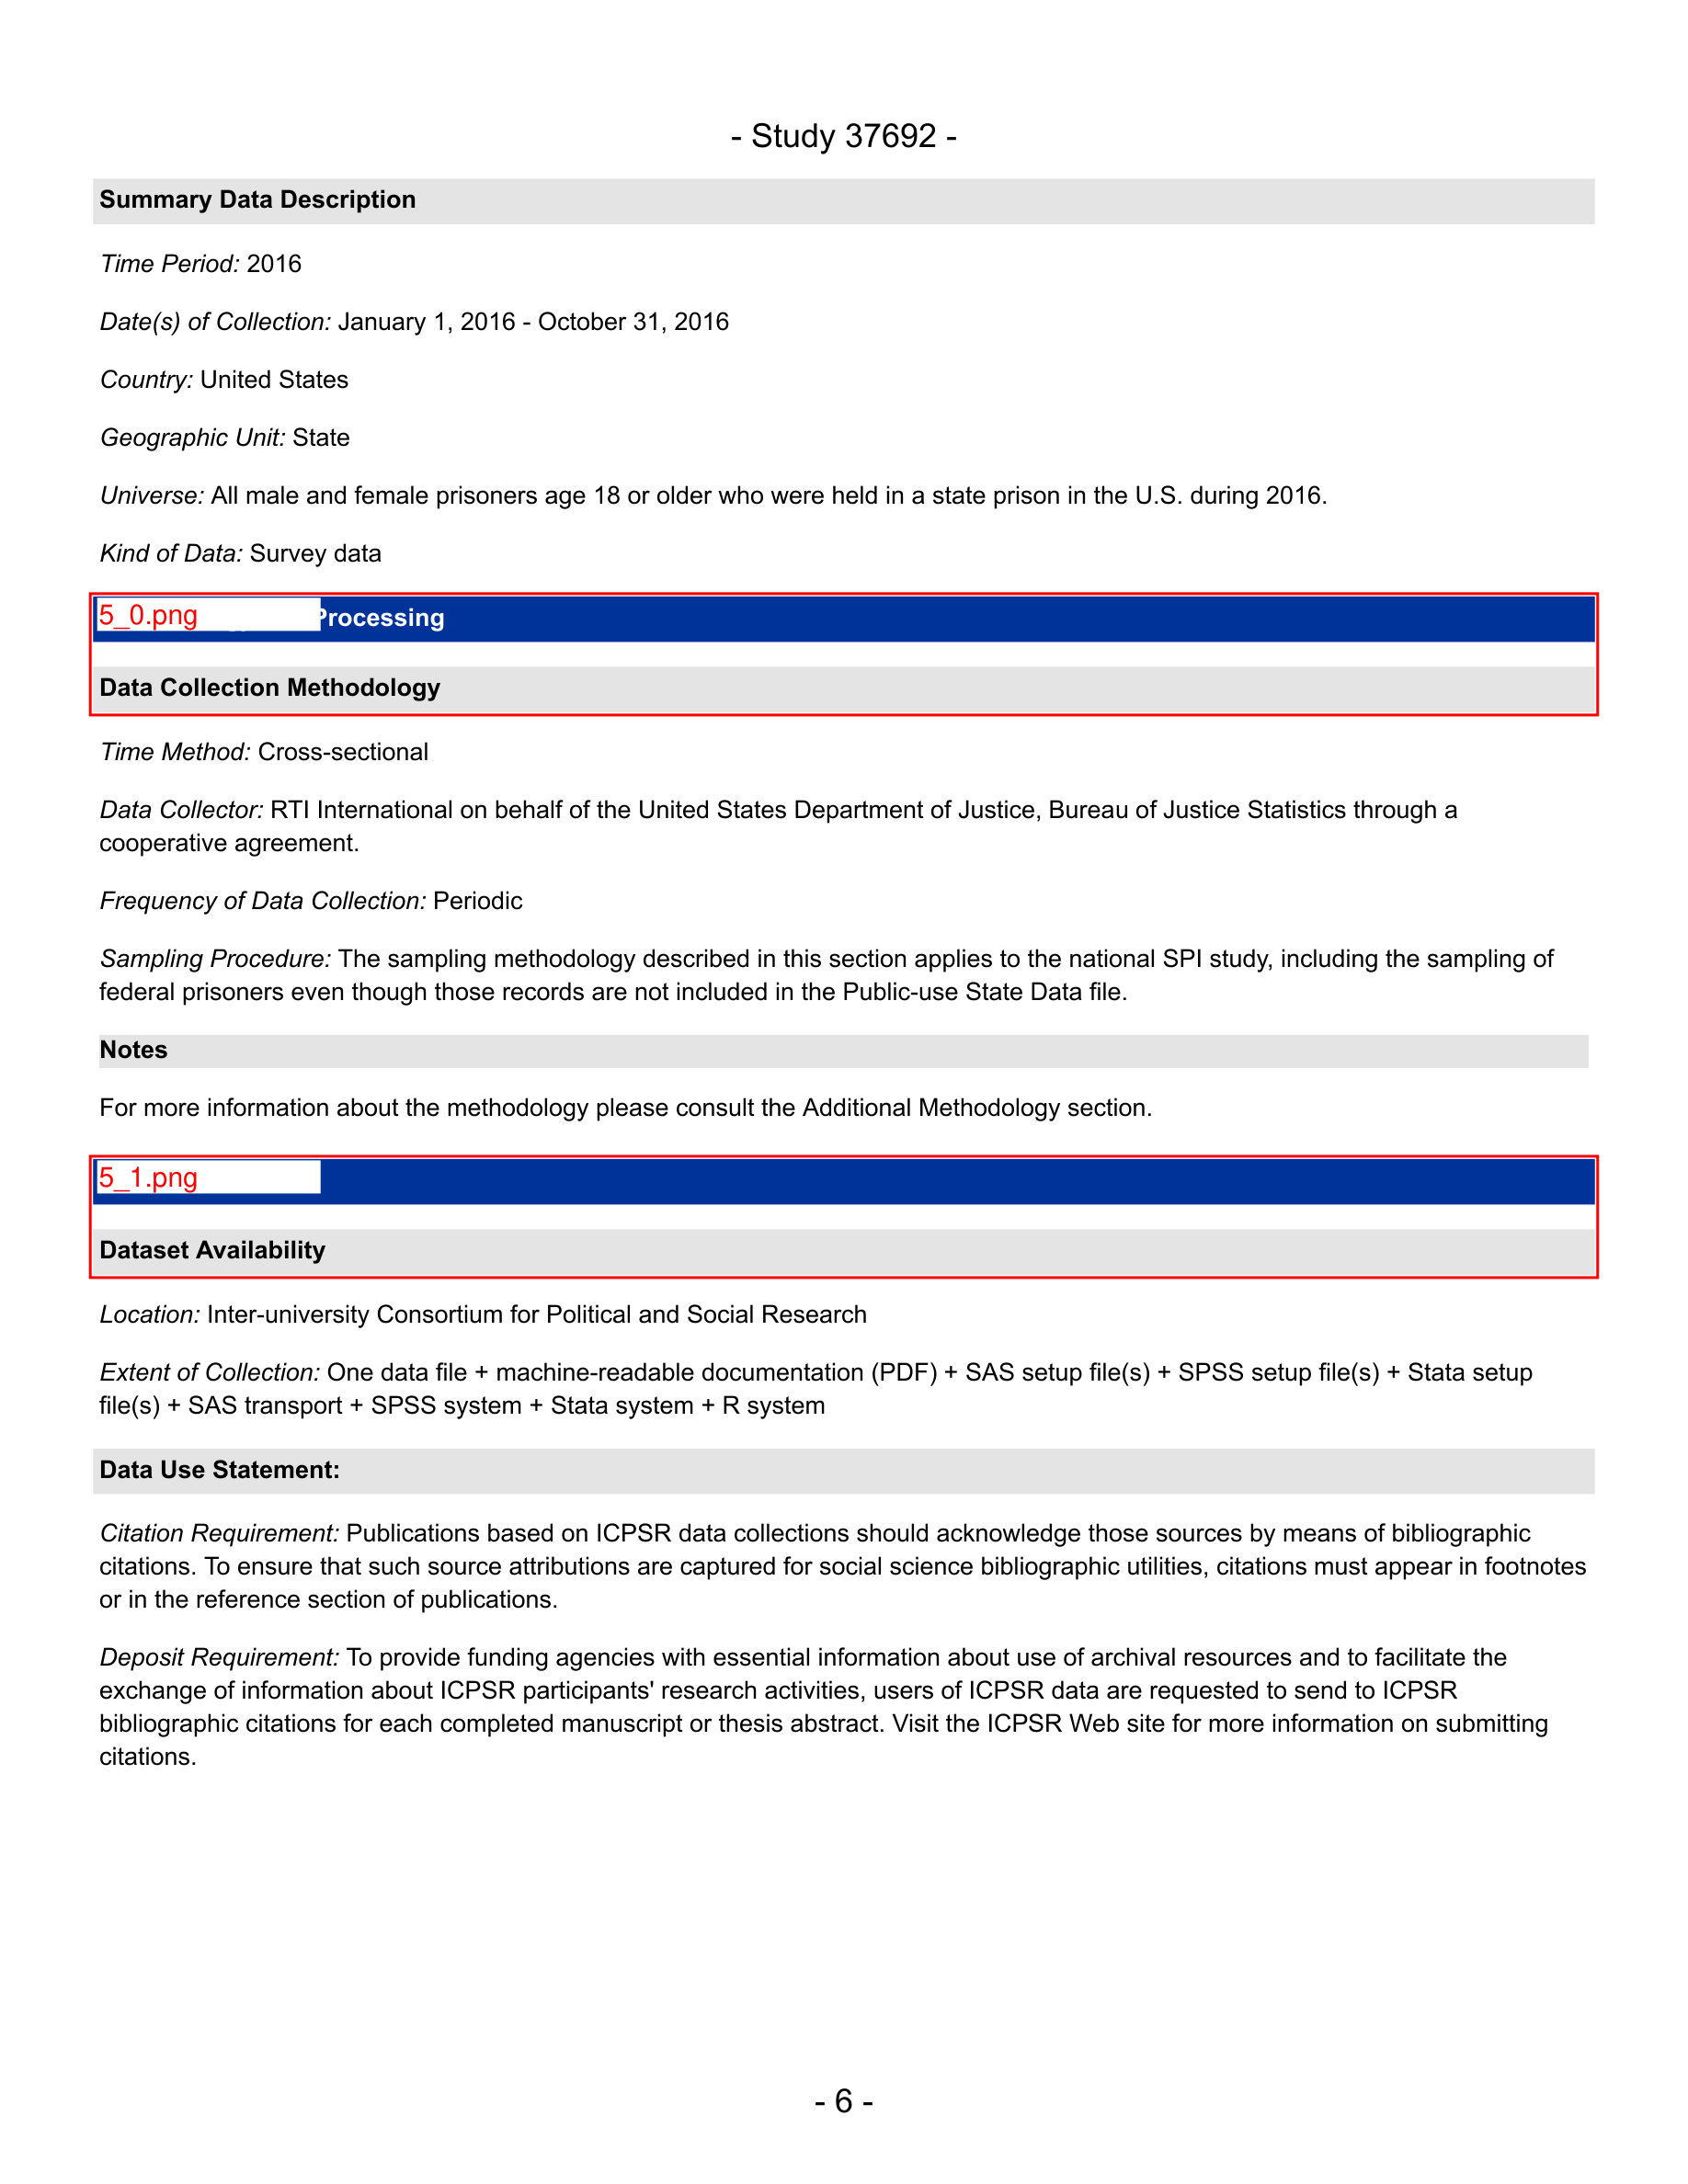 - Study 37692 -
Summary Data Description
Time Period: 2016
Date(s) of Collection: January 1, 2016 - October 31, 2016
Country: United States
Geographic Unit: State
Universe: All male and female prisoners age 18 or older who were held in a state prison in the U.S. during 2016.
Kind of Data: Survey data
5_0.png Processing
Data Collection Methodology
Time Method: Cross-sectional
Data Collector: RTI International on behalf of the United States Department of Justice, Bureau of Justice Statistics through a
cooperative agreement.
Frequency of Data Collection: Periodic
Sampling Procedure: The sampling methodology described in this section applies to the national SPI study, including the sampling of
federal prisoners even though those records are not included in the Public-use State Data file.
Notes
For more information about the methodology please consult the Additional Methodology section.
5_1.png
Dataset Availability
Location: Inter-university Consortium for Political and Social Research
Extent of Collection: One data file + machine-readable documentation (PDF) + SAS setup file(s) + SPSS setup file(s) + Stata setup
file(s) + SAS transport + SPSS system + Stata system + R system
Data Use Statement:
Citation Requirement: Publications based on ICPSR data collections should acknowledge those sources by means of bibliographic
citations. To ensure that such source attributions are captured for social science bibliographic utilities, citations must appear in footnotes
or in the reference section of publications.
Deposit Requirement: To provide funding agencies with essential information about use of archival resources and to facilitate the
exchange of information about ICPSR participants' research activities, users of ICPSR data are requested to send to ICPSR
bibliographic citations for each completed manuscript or thesis abstract. Visit the ICPSR Web site for more information on submitting
citations.
- 6 -